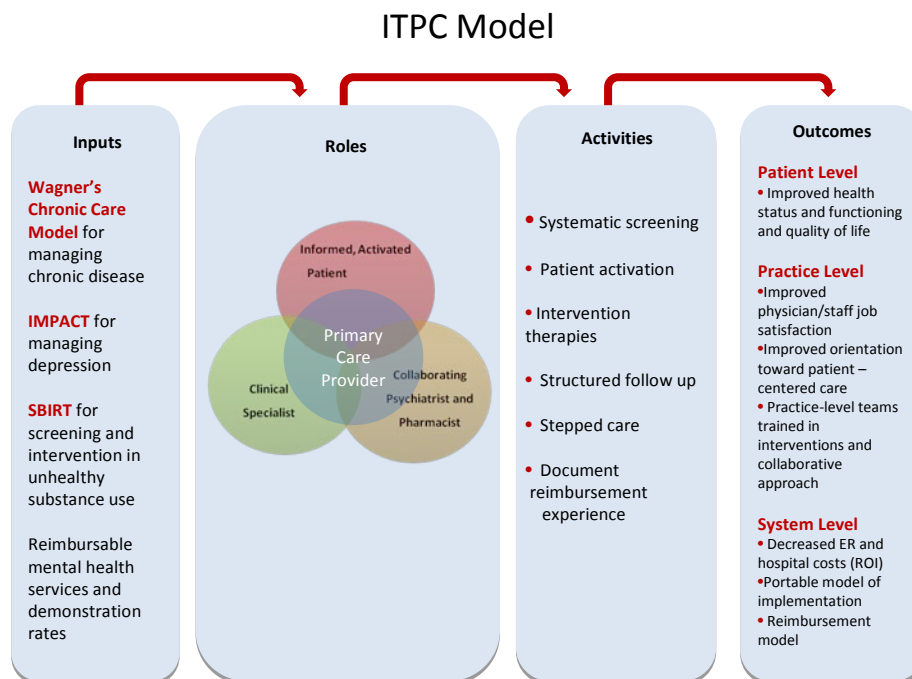 ITPC Model
Inputs
Wagner's
Chronic Care
Model for
managing
chronic disease
IMPACT for
managing
depression
SBIRT for
screening and
intervention in
unhealthy
substance use
Reimbursable
mental health
services and
demonstration
rates
Roles
Informed, Activated
Patient
Primary
Care
Provider
Clinical
Specialist
Collaborating
Psychiatrist and
Pharmacist
Activities
• Systematic screening
• Patient activation
• Intervention
therapies
• Structured follow up
• Stepped care
• Document
reimbursement
experience
Outcomes
Patient Level
• Improved health
status and functioning
and quality of life
Practice Level
•Improved
physician/staff job
satisfaction
•Improved orientation
toward patient –
centered care
•Practice-level teams
trained in
interventions and
collaborative
approach
System Level
• Decreased ER and
hospital costs (ROI)
•Portable model of
implementation
• Reimbursement
model